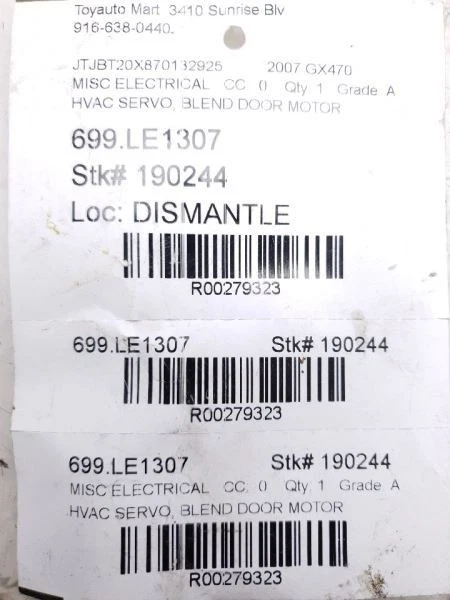 Toyauto Mart 3410 Sunrise Blv
916-638-0440.
JTJBT20X870132925 2007 GX470
MISC ELECTRICAL CC: 0 Qty. 1 Grade A
HVAC SERVO, BLEND DOOR MOTOR
699.LE1307
Stk# 190244
Loc: DISMANTLE
R00279323
699.LE1307 Stk# 190244
R00279323
699.LE1307 Stk# 190244
MISC ELECTRICAL CC: 0 Qty. 1 Grade A
HVAC SERVO, BLEND DOOR MOTOR
R00279323